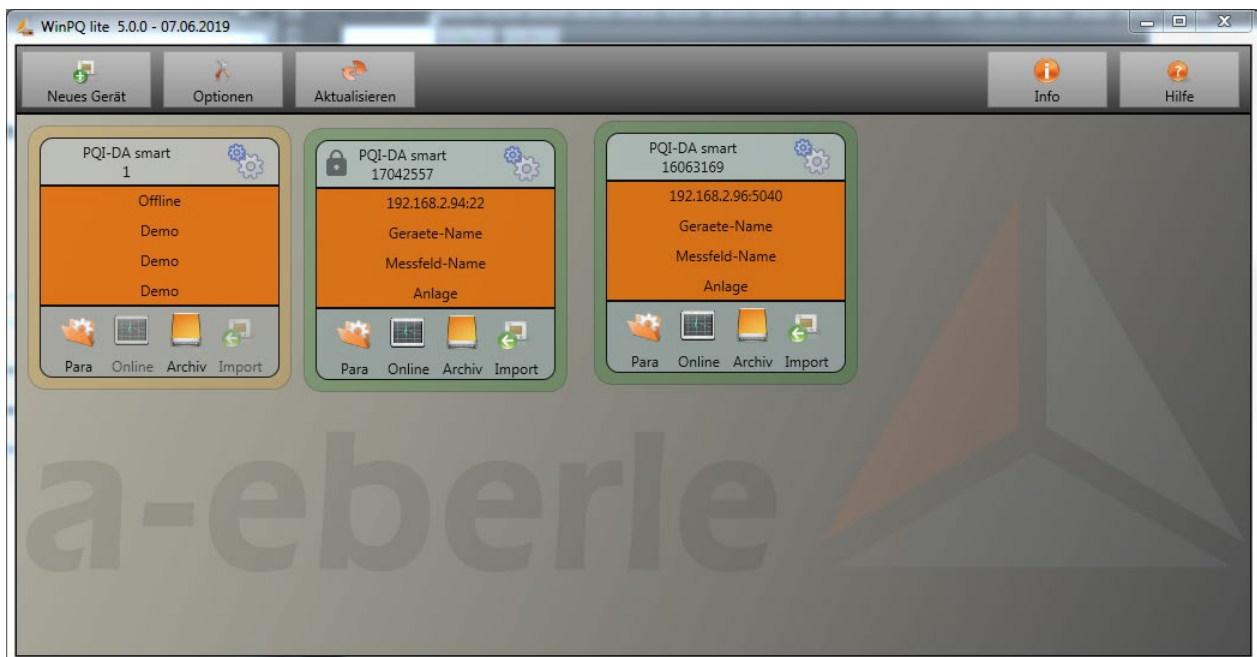 WinPQ lite 5.0.0 - 07.06.2019
Neues Gerät Optionen Aktualisieren Info Hilfe
PQI-DA smart
1
Offline
Demo
Demo
Demo
Para Online Archiv Import
PQI-DA smart
17042557
192.168.2.94:22
Geraete-Name
Messfeld-Name
Anlage
Para Online Archiv Import
PQI-DA smart
16063169
192.168.2.96:5040
Geraete-Name
Messfeld-Name
Anlage
Para Online Archiv Import
a-eberle